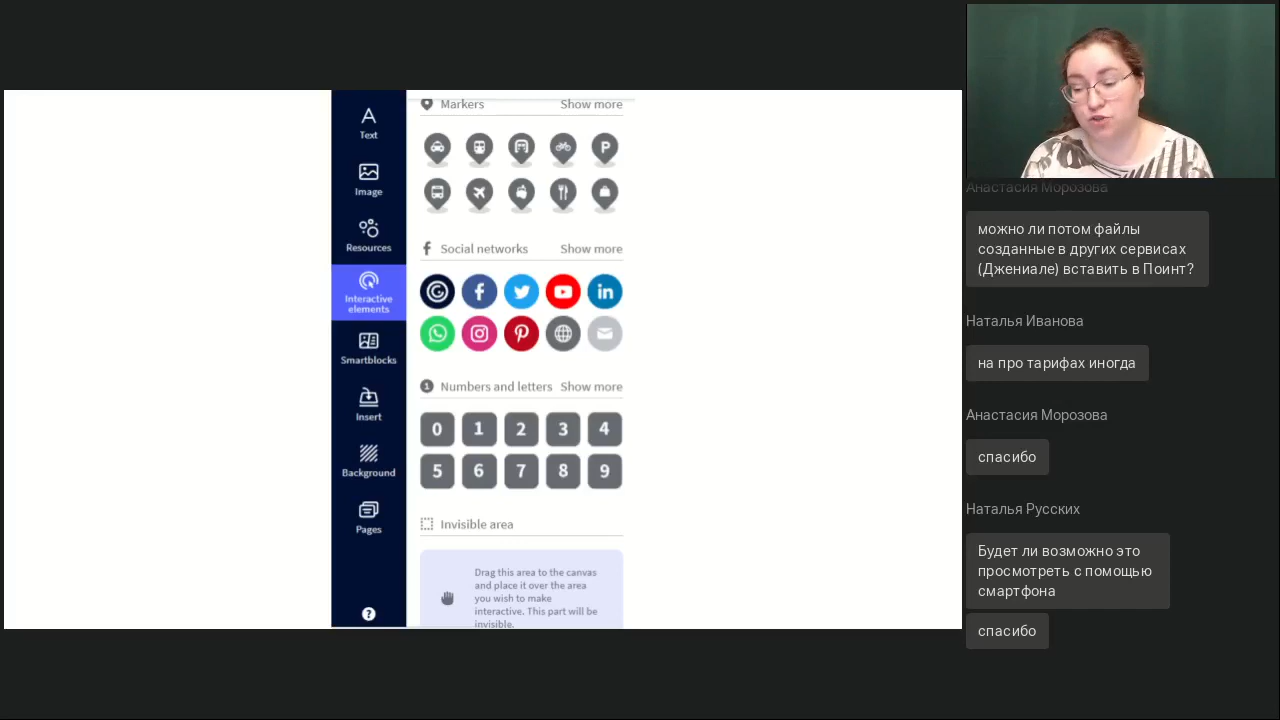 Text
Image
Resources
Interactive
elements
Smartblocks
Insert
Background
Pages
?
Markers Show more
P
Social networks Show more
f
in
1 Numbers and letters Show more
0 1 2 3 4
5 6 7 8 9
Invisible area
Drag this area to the canvas
and place it over the area
you wish to make
interactive. This part will be
invisible.
Анастасия Морозова
можно ли потом файлы
созданные в других сервисах
(Джениале) вставить в Поинт?
Наталья Иванова
на про тарифах иногда
Анастасия Морозова
спасибо
Наталья Русских
Будет ли возможно это
просмотреть с помощью
смартфона
спасибо